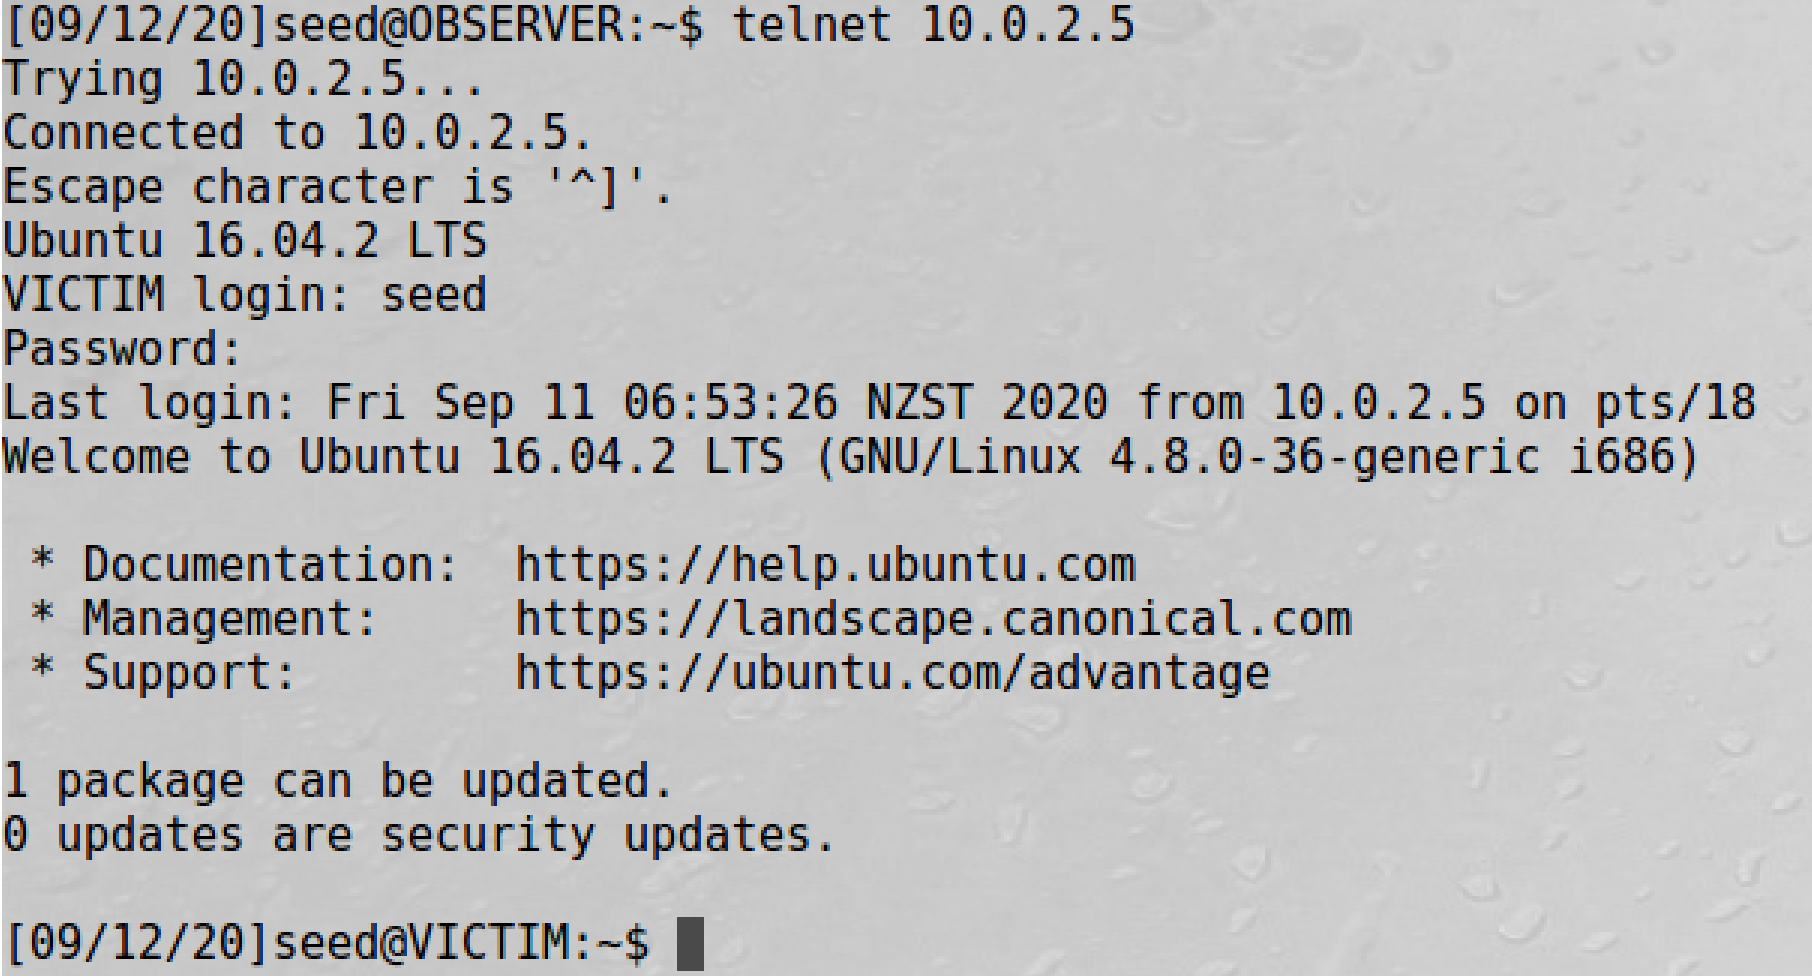 [09/12/20]seed@OBSERVER:~$ telnet 10.0.2.5
Trying 10.0.2.5...
Connected to 10.0.2.5.
Escape character is '^]'.
Ubuntu 16.04.2 LTS
VICTIM login: seed
Password:
Last login: Fri Sep 11 06:53:26 NZST 2020 from 10.0.2.5 on pts/18
Welcome to Ubuntu 16.04.2 LTS (GNU/Linux 4.8.0-36-generic i686)

 * Documentation:  https://help.ubuntu.com
 * Management:     https://landscape.canonical.com
 * Support:        https://ubuntu.com/advantage

1 package can be updated.
0 updates are security updates.

[09/12/20]seed@VICTIM:~$